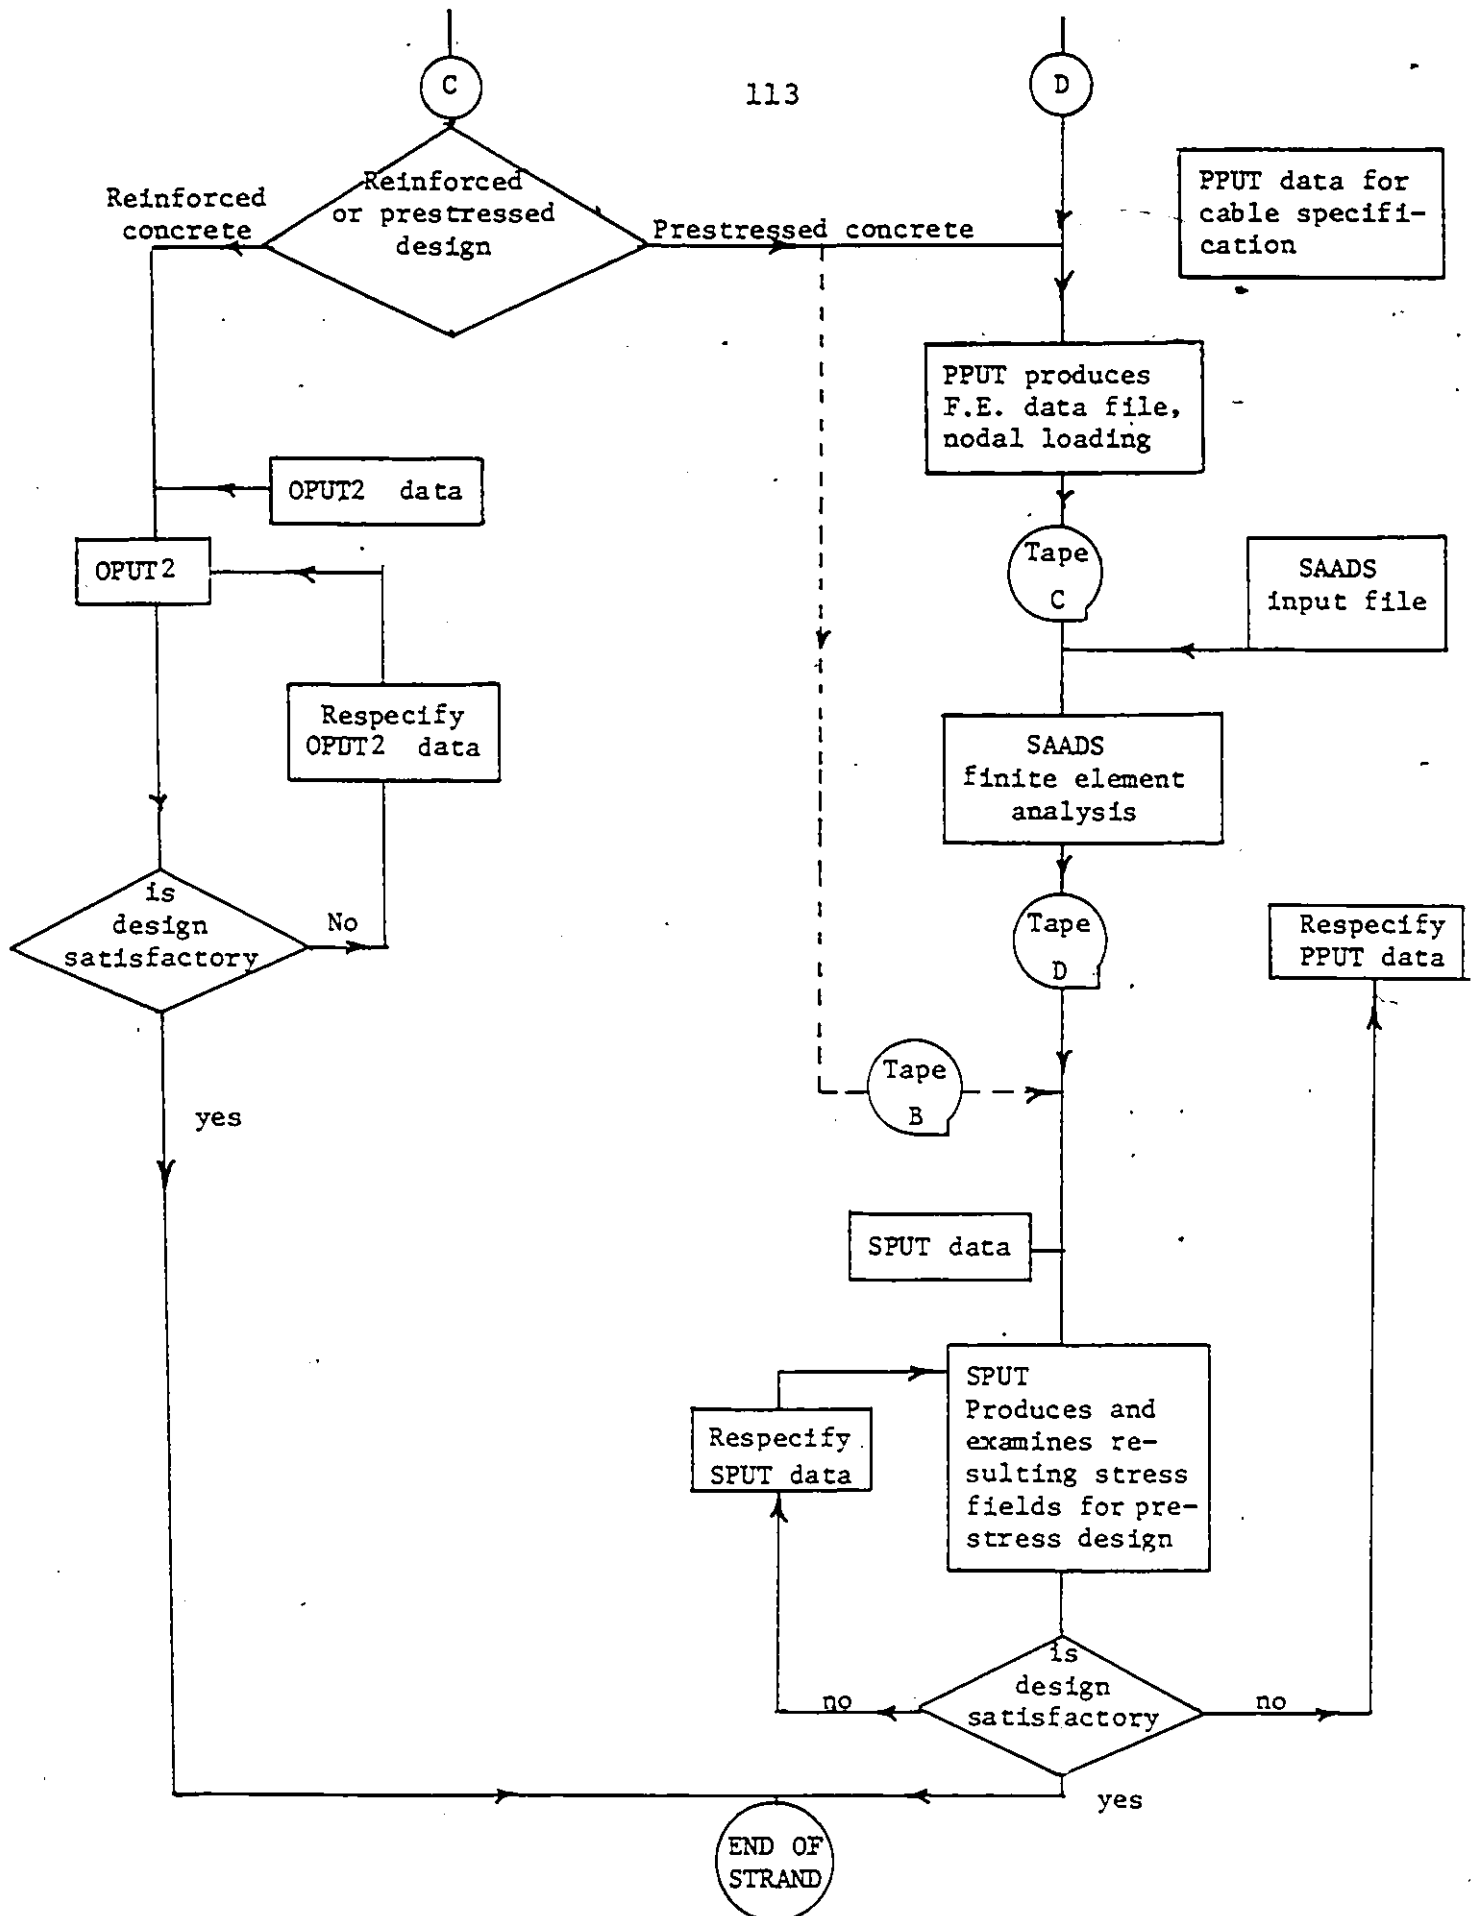 C
113
D
Reinforced
concrete
Reinforced
or prestressed
design
Prestressed concrete
PPUT data for
cable specifi-
cation
PPUT produces
F.E. data file,
nodal loading
OPUT2 data
OPUT2
Tape
C
SAADS
input file
Respecify
OPUT2 data
SAADS
finite element
analysis
is
design
satisfactory
No
Tape
D
Respecify
PPUT data
Tape
B
yes
SPUT data
SPUT
Produces and
examines re-
sulting stress
fields for pre-
stress design
Respecify
SPUT data
is
design
satisfactory
no
no
yes
END OF
STRAND